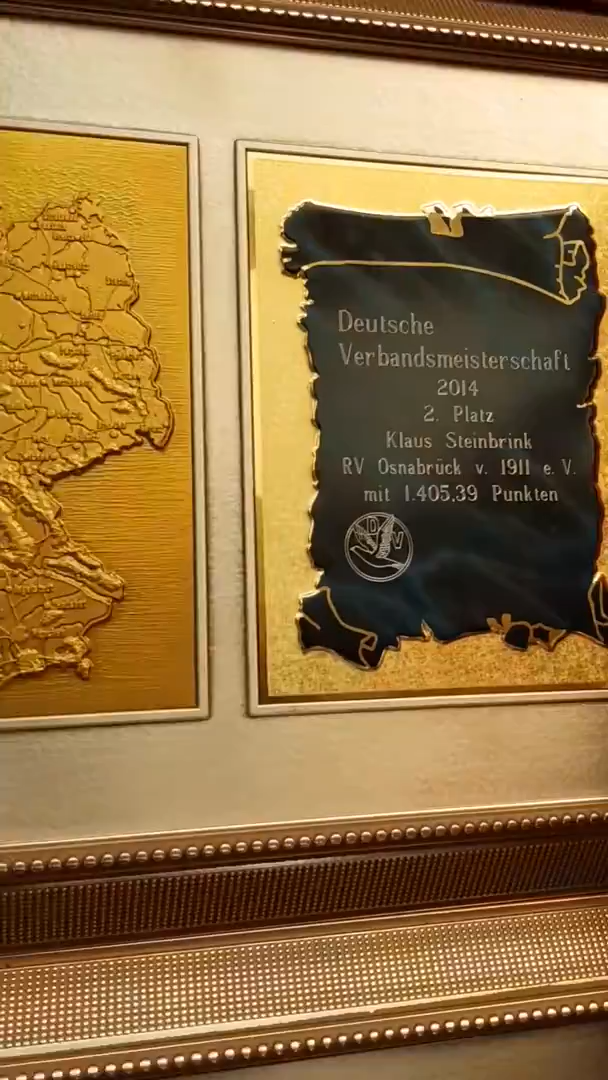 Deutsche
Verbandsmeisterschaft
2014
2. Platz
Klaus Steinbrink
RV Osnabrück v. 1911 e. V.
mit 1.405,39 Punkten
D
V